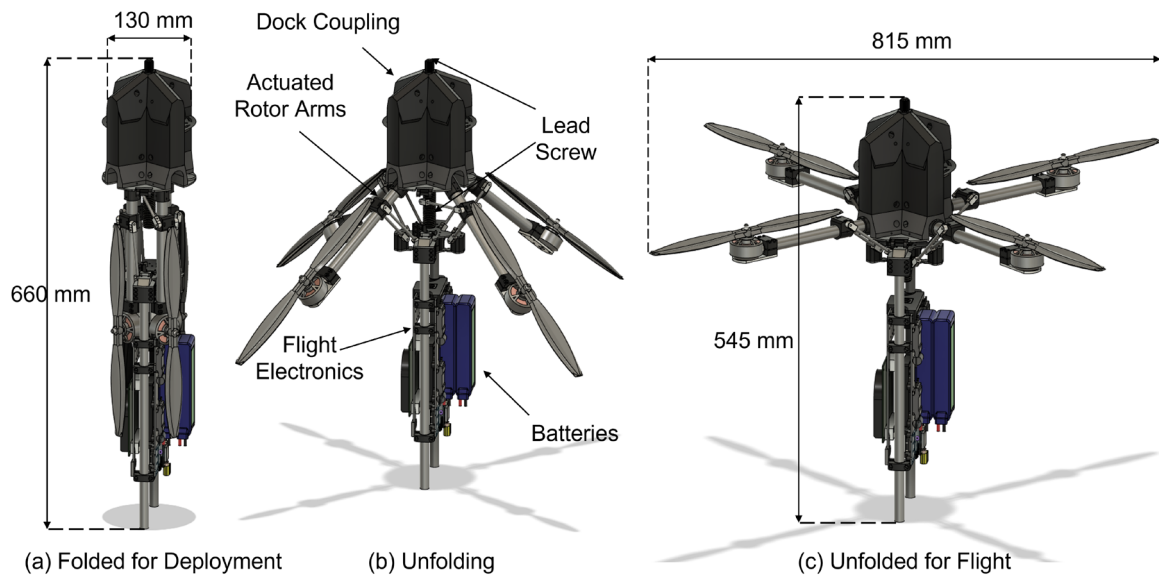 130 mm
660 mm
Dock Coupling
Actuated
Rotor Arms
Lead
Screw
Flight
Electronics
Batteries
815 mm
545 mm
(a) Folded for Deployment
(b) Unfolding
(c) Unfolded for Flight